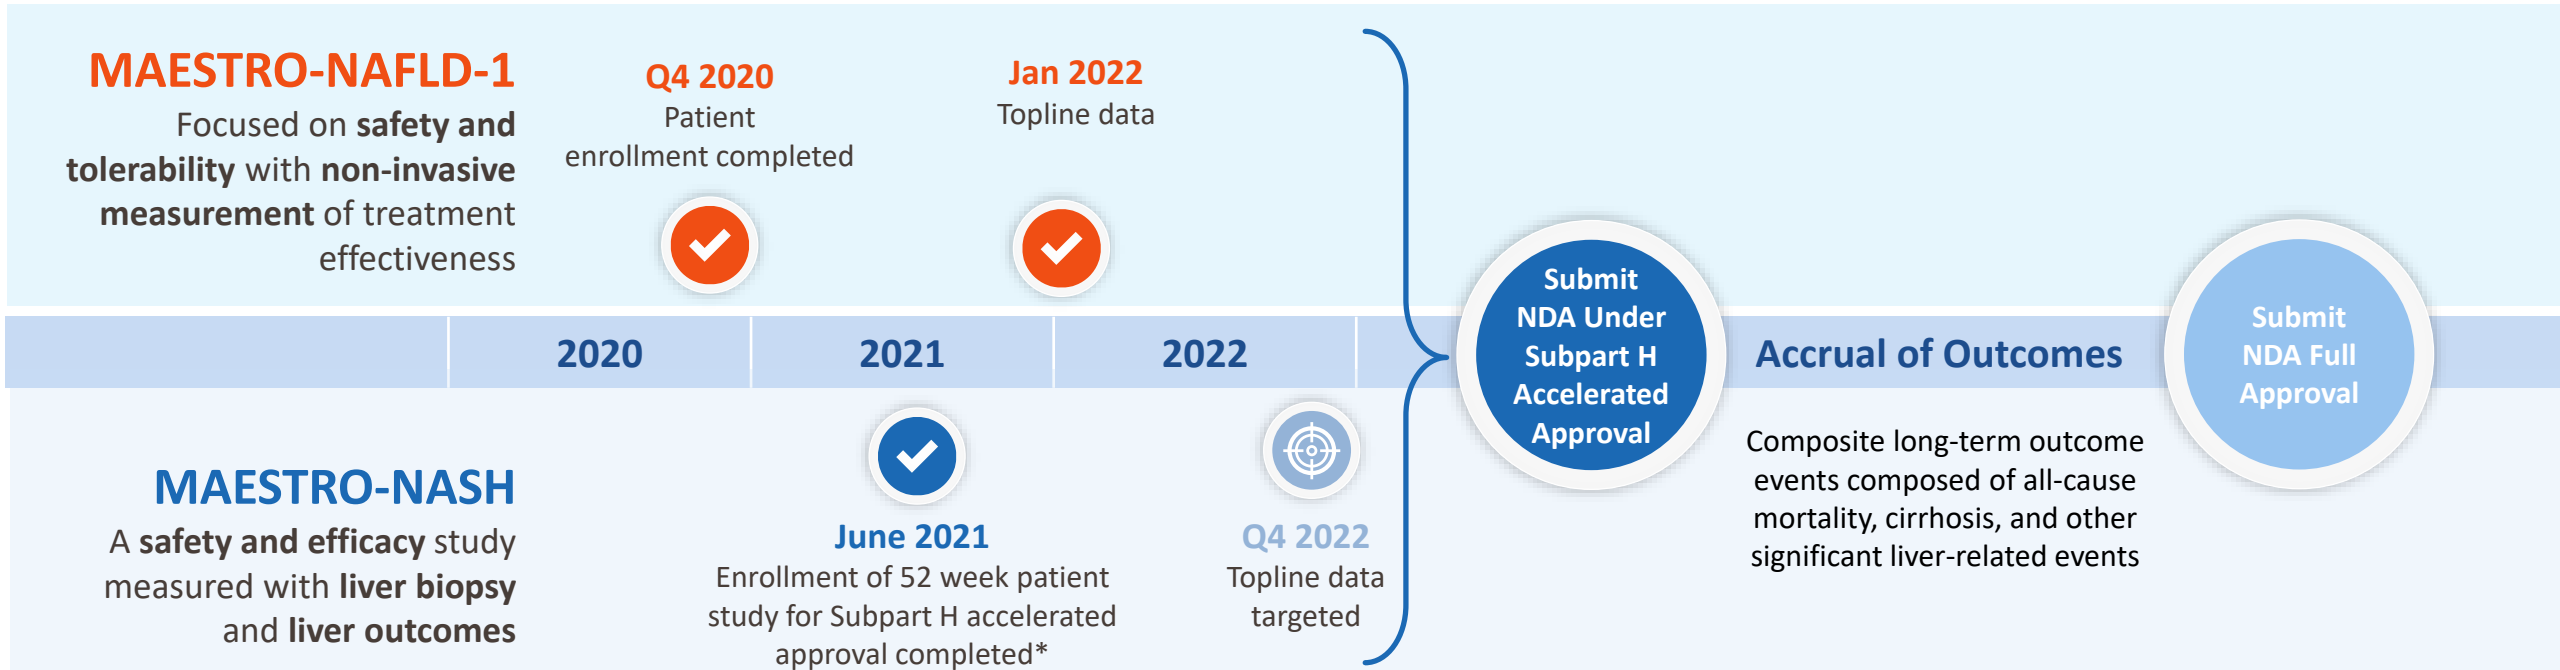 MAESTRO-NAFLD-1
Focused on safety and
tolerability with non-invasive
measurement of treatment
effectiveness
Q4 2020
Patient
enrollment completed
Jan 2022
Topline data
2020
2021
2022
Submit
NDA Under
Subpart H
Accelerated
Approval
Accrual of Outcomes
Submit
NDA Full
Approval
MAESTRO-NASH
A safety and efficacy study
measured with liver biopsy
and liver outcomes
June 2021
Enrollment of 52 week patient
study for Subpart H accelerated
approval completed*
Q4 2022
Topline data
targeted
Composite long-term outcome
events composed of all-cause
mortality, cirrhosis, and other
significant liver-related events